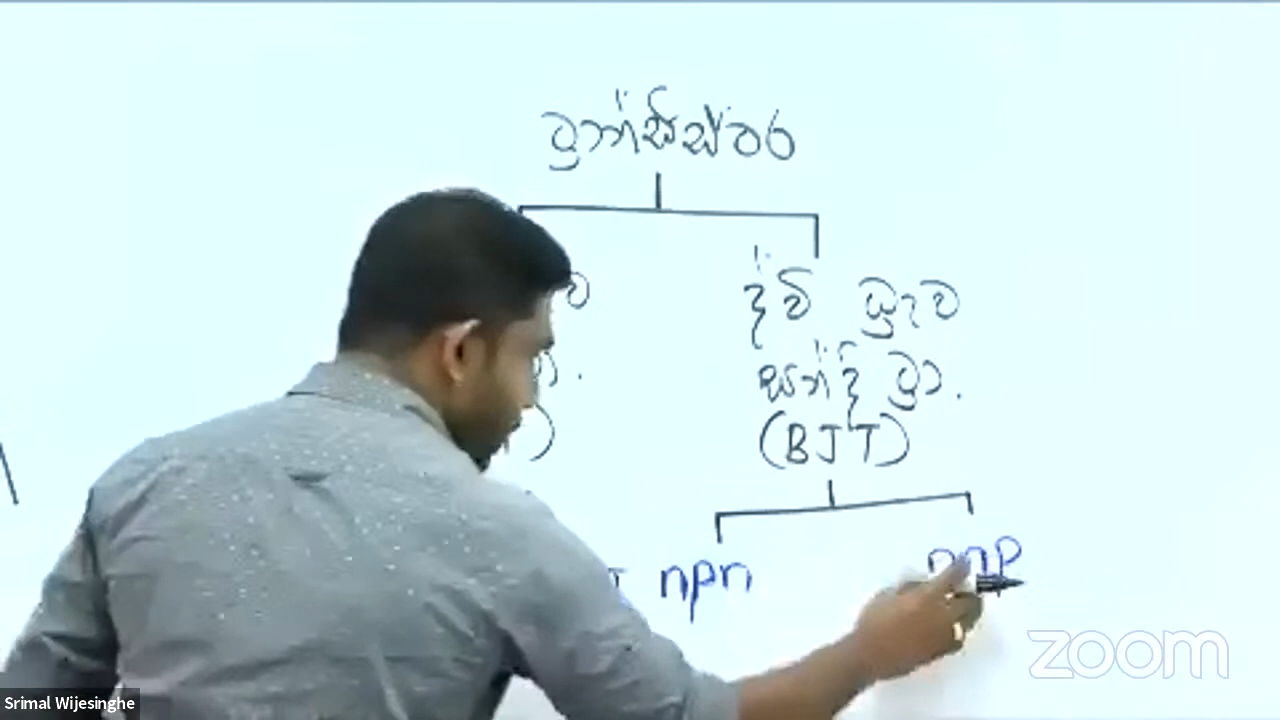 ට්‍රාන්සිස්ටර
ද්වි ධ්‍රැව
සන්ධි ට්‍රා.
(BJT)
npn
pnp
zoom
Srimal Wijesinghe